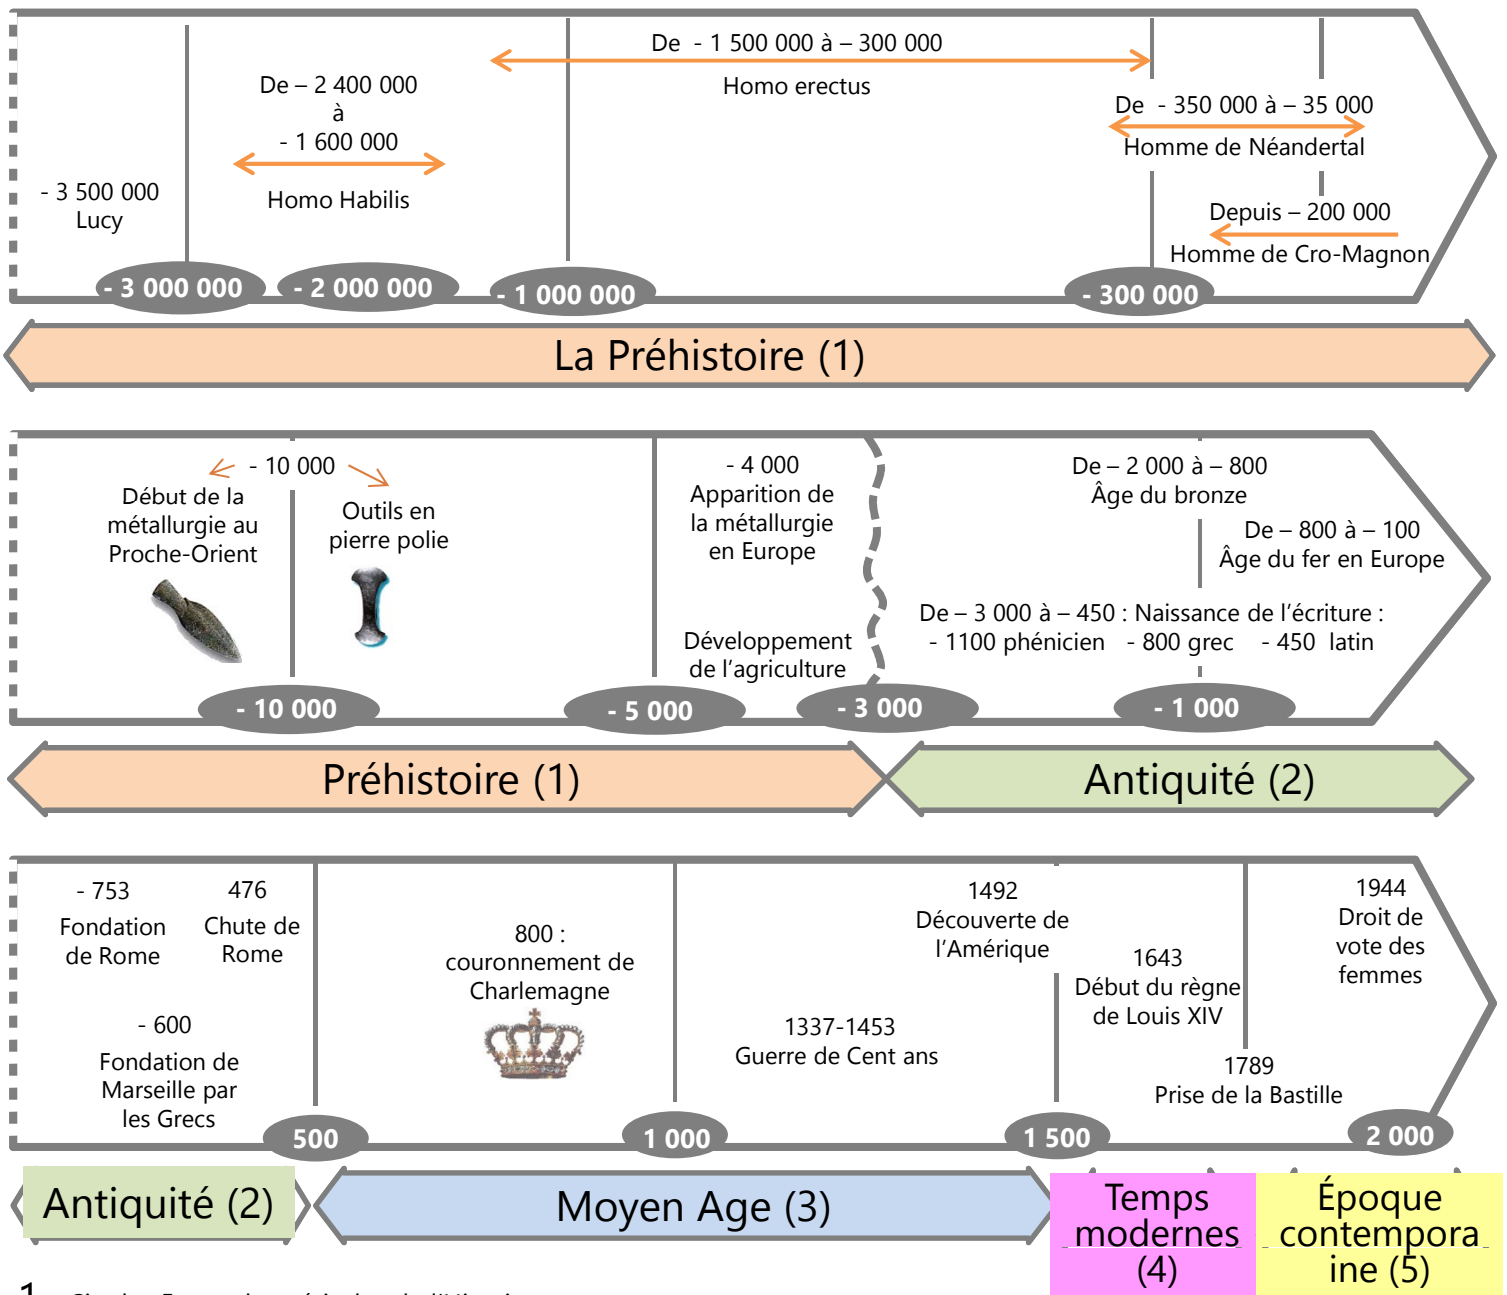 De - 1 500 000 à – 300 000
Homo erectus
De – 2 400 000
à
- 1 600 000
Homo Habilis
De - 350 000 à – 35 000
Homme de Néandertal
- 3 500 000
Lucy
Depuis – 200 000
Homme de Cro-Magnon
- 3 000 000
- 2 000 000
- 1 000 000
- 300 000
La Préhistoire (1)
- 10 000
Début de la
métallurgie au
Proche-Orient
Outils en
pierre polie
- 4 000
Apparition de
la métallurgie
en Europe
Développement
de l'agriculture
De – 2 000 à – 800
Âge du bronze
De – 800 à – 100
Âge du fer en Europe
De – 3 000 à – 450 : Naissance de l'écriture :
- 1100 phénicien - 800 grec - 450 latin
- 10 000
- 5 000
- 3 000
- 1 000
Préhistoire (1)
Antiquité (2)
- 753
Fondation
de Rome
476
Chute de
Rome
- 600
Fondation de
Marseille par
les Grecs
800 :
couronnement de
Charlemagne
1337-1453
Guerre de Cent ans
1492
Découverte de
l'Amérique
1643
Début du règne
de Louis XIV
1789
Prise de la Bastille
1944
Droit de
vote des
femmes
500
1 000
1 500
2 000
Antiquité (2)
Moyen Age (3)
Temps
modernes
(4)
Époque
contempora
ine (5)